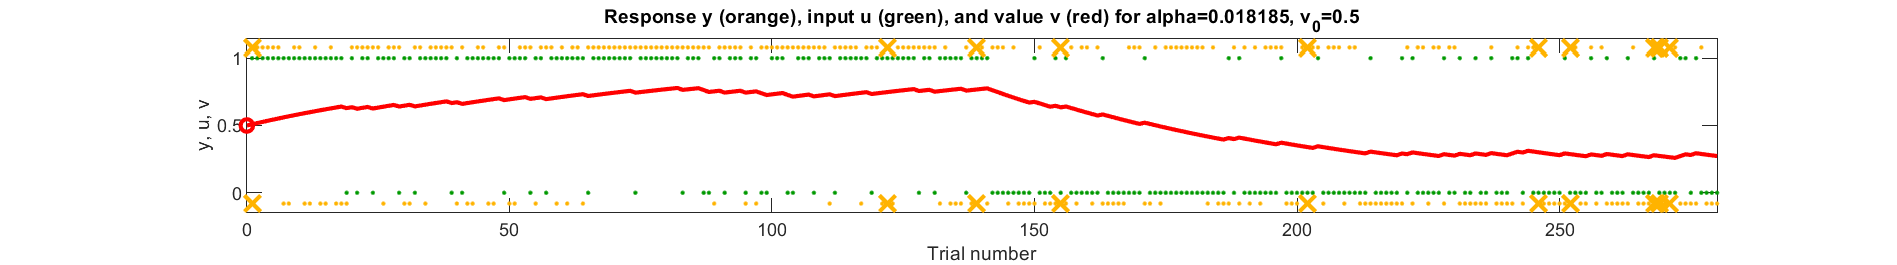 Response y (orange), input u (green), and value v (red) for alpha=0.018185, v0=0.5
y, u, v
1
0.5
0
0 50 100 150 200 250
Trial number